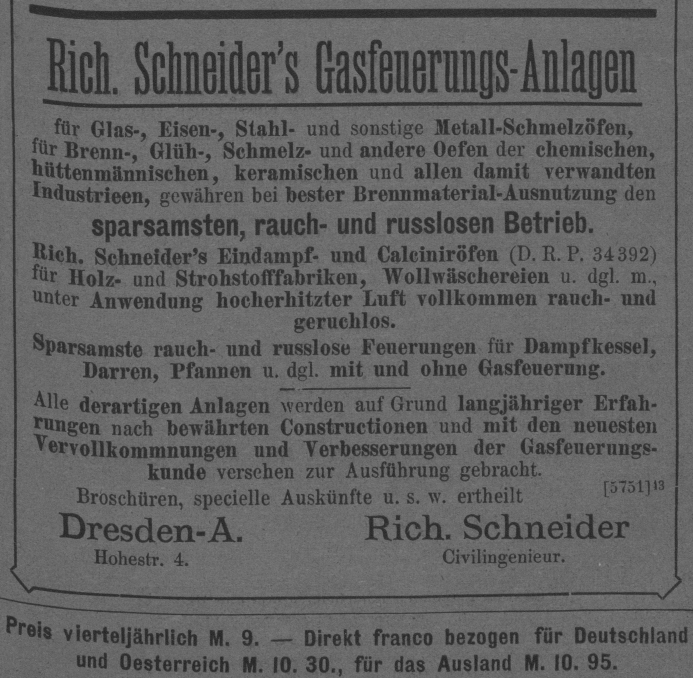 Rich. Schneider's Gasfeuerungs-Anlagen
für Glas-, Eisen-, Stahl- und sonstige Metall-Schmelzöfen,
für Brenn-, Glüh-, Schmelz- und andere Oefen der chemischen,
hüttenmännischen, keramischen und allen damit verwandten
Industrieen, gewähren bei bester Brennmaterial-Ausnutzung den
sparsamsten, rauch- und russlosen Betrieb.
Rich. Schneider's Eindampf- und Calciniröfen (D. R. P. 34392)
für Holz- und Strohstofffabriken, Wollwäschereien u. dgl. m.,
unter Anwendung hocherhitzter Luft vollkommen rauch- und
geruchlos.
Sparsamste rauch- und russlose Feuerungen für Dampfkessel,
Darren, Pfannen u. dgl. mit und ohne Gasfeuerung.
Alle derartigen Anlagen werden auf Grund langjähriger Erfah-
rungen nach bewährten Constructionen und mit den neuesten
Vervollkommnungen und Verbesserungen der Gasfeuerungs-
kunde versehen zur Ausführung gebracht.
Broschüren, specielle Auskünfte u. s. w. ertheilt [5751]13
Dresden-A. Rich. Schneider
Hohestr. 4. Civilingenieur.
Preis vierteljährlich M. 9. — Direkt franco bezogen für Deutschland
und Oesterreich M. 10. 30., für das Ausland M. 10. 95.